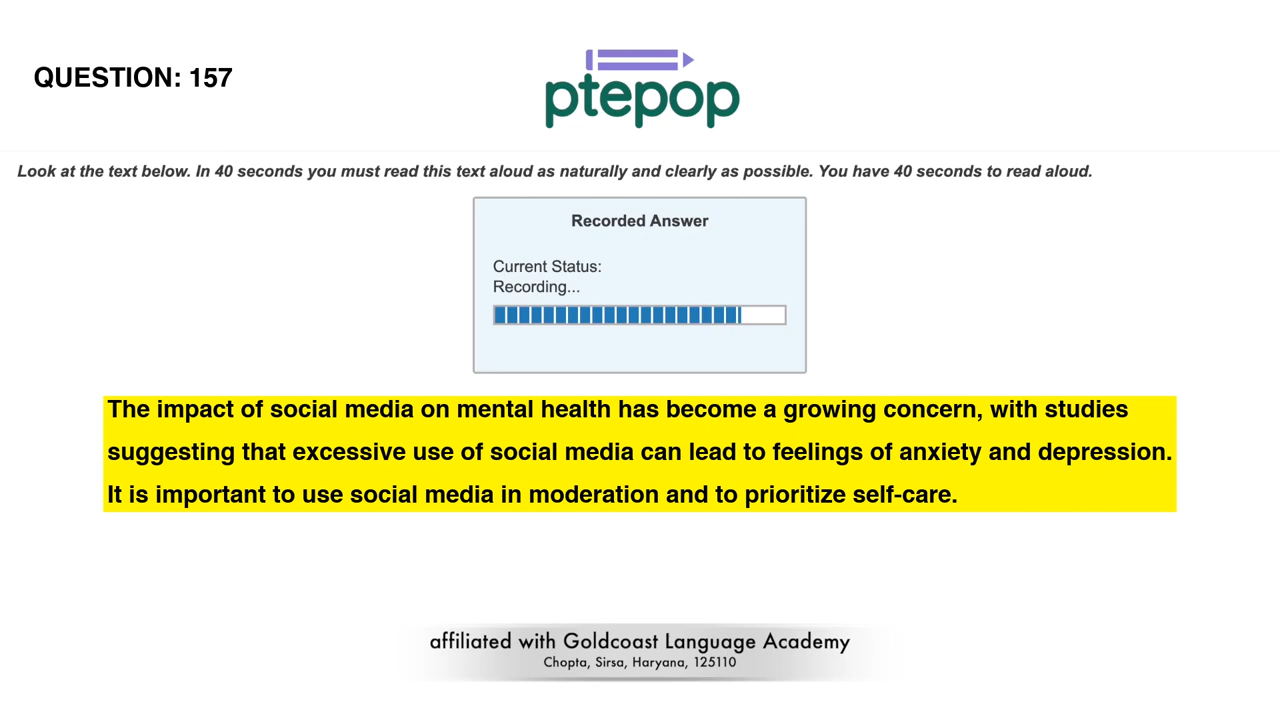 QUESTION: 157
ptepop
Look at the text below. In 40 seconds you must read this text aloud as naturally and clearly as possible. You have 40 seconds to read aloud.
Recorded Answer
Current Status:
Recording...
The impact of social media on mental health has become a growing concern, with studies
suggesting that excessive use of social media can lead to feelings of anxiety and depression.
It is important to use social media in moderation and to prioritize self-care.
affiliated with Goldcoast Language Academy
Chopta, Sirsa, Haryana, 125110